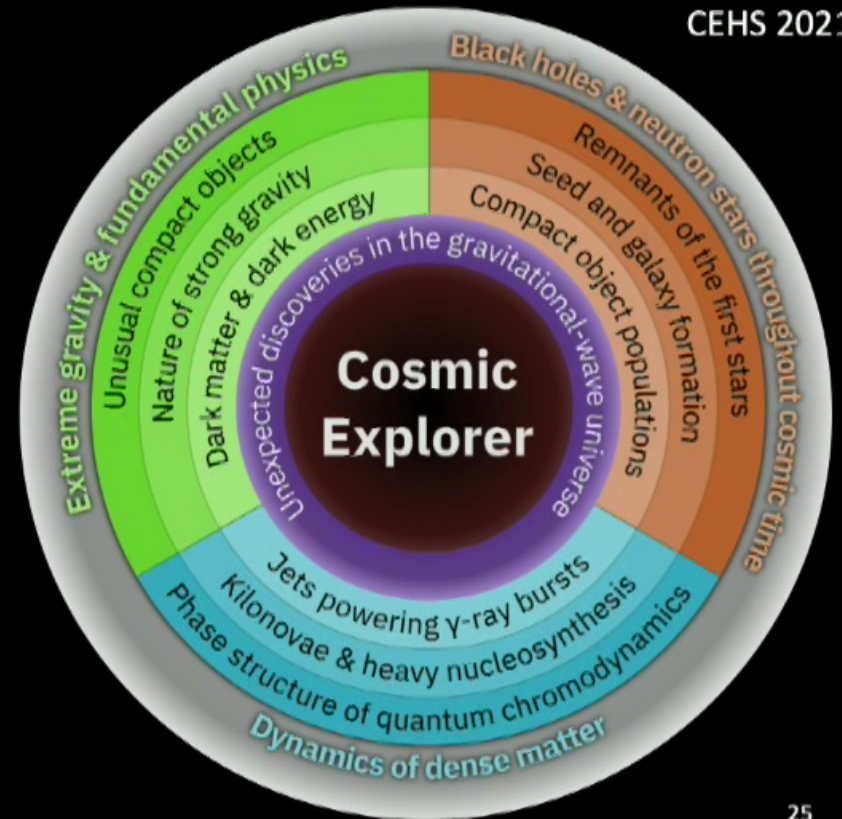 CEHS 2021
Extreme gravity & fundamental physics
Unusual compact objects
Nature of strong gravity
Dark matter & dark energy
Black holes & neutron stars throughout cosmic time
Remnants of the first stars
Seed and galaxy formation
Compact object populations
Unexpected discoveries in the gravitational-wave universe
Cosmic
Explorer
Jets powering γ-ray bursts
Kilonovae & heavy nucleosynthesis
Phase structure of quantum chromodynamics
Dynamics of dense matter
25